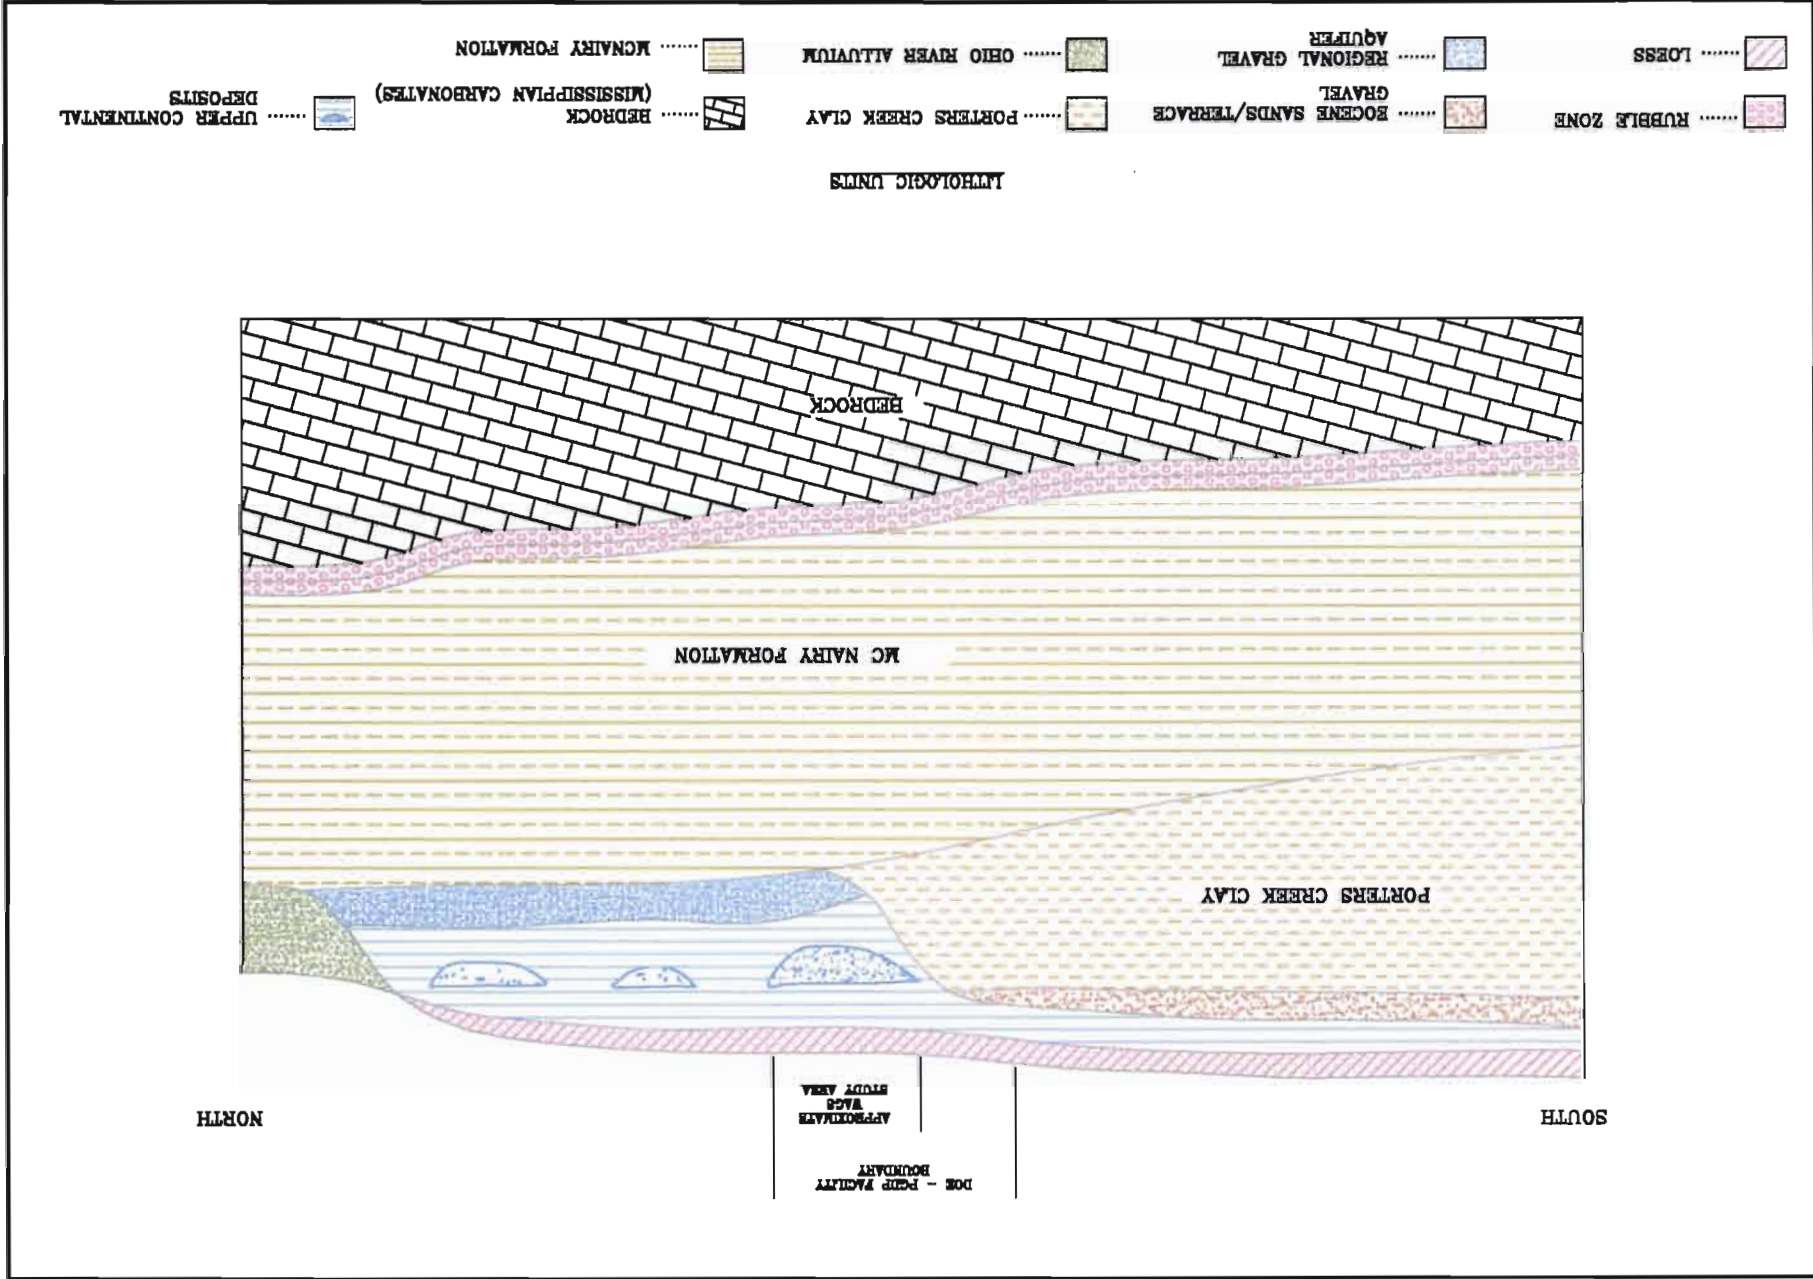 DOE - PGDP FACILITY
BOUNDARY
APPROXIMATE
WAGS
STUDY AREA
SOUTH
NORTH
PORTERS CREEK CLAY
MC NAIRY FORMATION
BEDROCK
LITHOLOGIC UNITS
RUBBLE ZONE
EOCENE SANDS/TERRACE
GRAVEL
PORTERS CREEK CLAY
BEDROCK
(MISSISSIPPIAN CARBONATES)
UPPER CONTINENTAL
DEPOSITS
LOESS
REGIONAL GRAVEL
AQUIFER
OHIO RIVER ALLUVIUM
MCNAIRY FORMATION